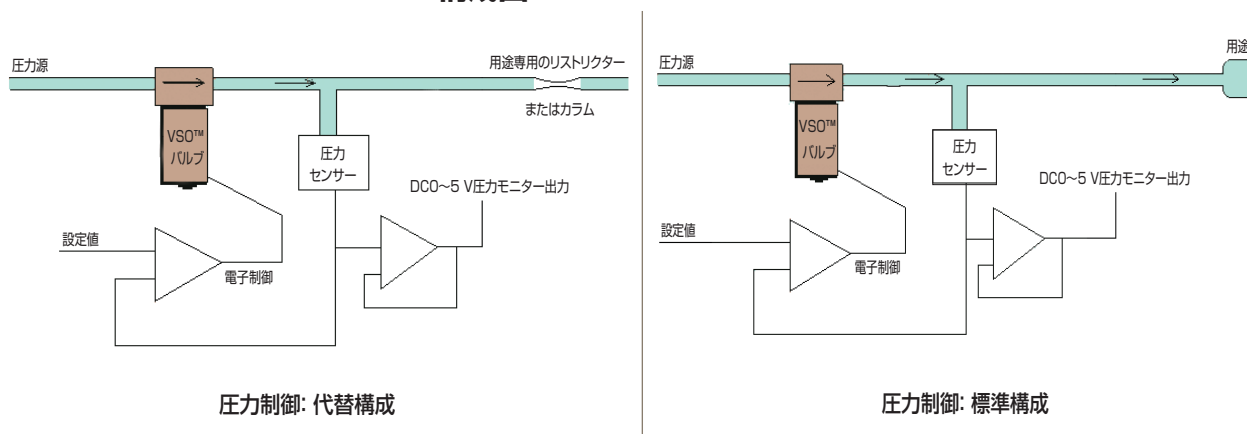 圧力源
用途専用のリストリクター
またはカラム
VSO™
バルブ
圧力
センサー
DC0～5 V圧力モニター出力
設定値
電子制御
圧力制御: 代替構成
圧力源
用途
VSO™
バルブ
圧力
センサー
DC0～5 V圧力モニター出力
設定値
電子制御
圧力制御: 標準構成